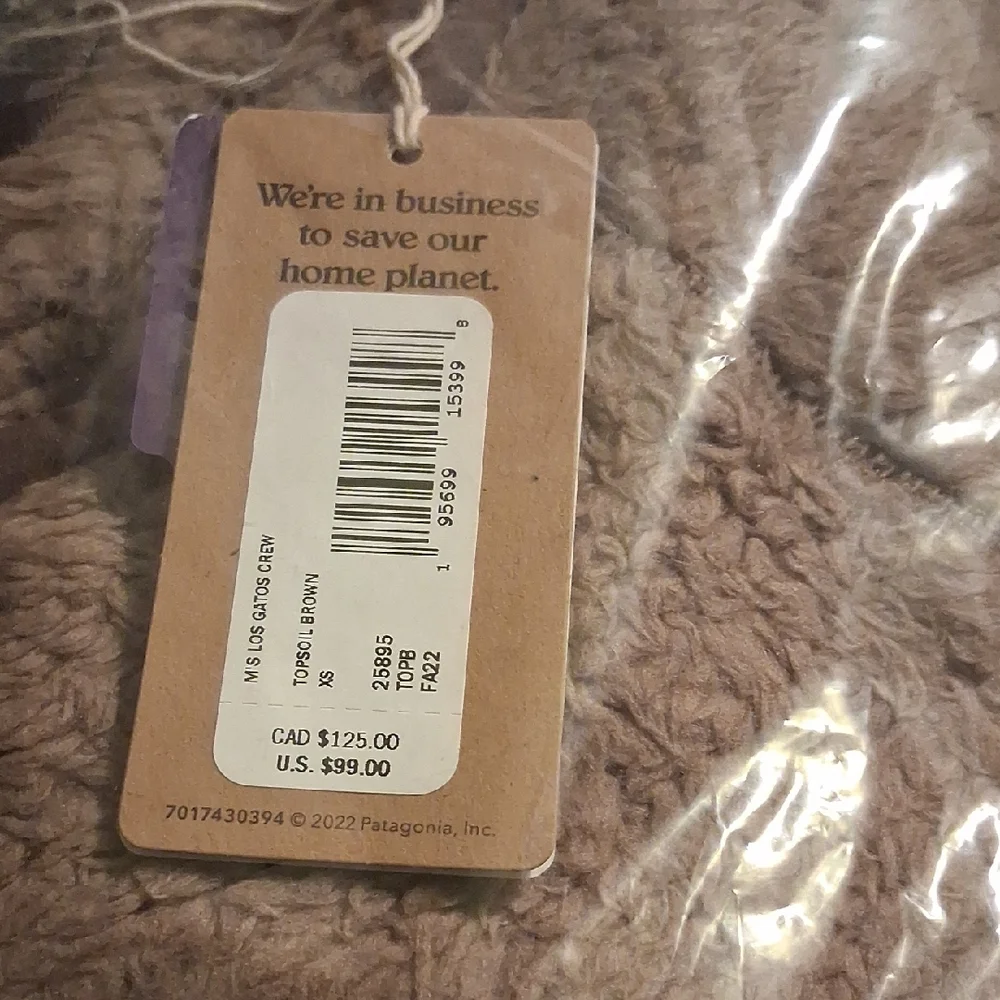 We're in business
to save our
home planet.
1 95699 15399 8
M'S LOS GATOS CREW
TOPSOIL BROWN
XS
25895
TOPB
FA22
CAD $125.00
U.S. $99.00
7017430394 © 2022 Patagonia, Inc.